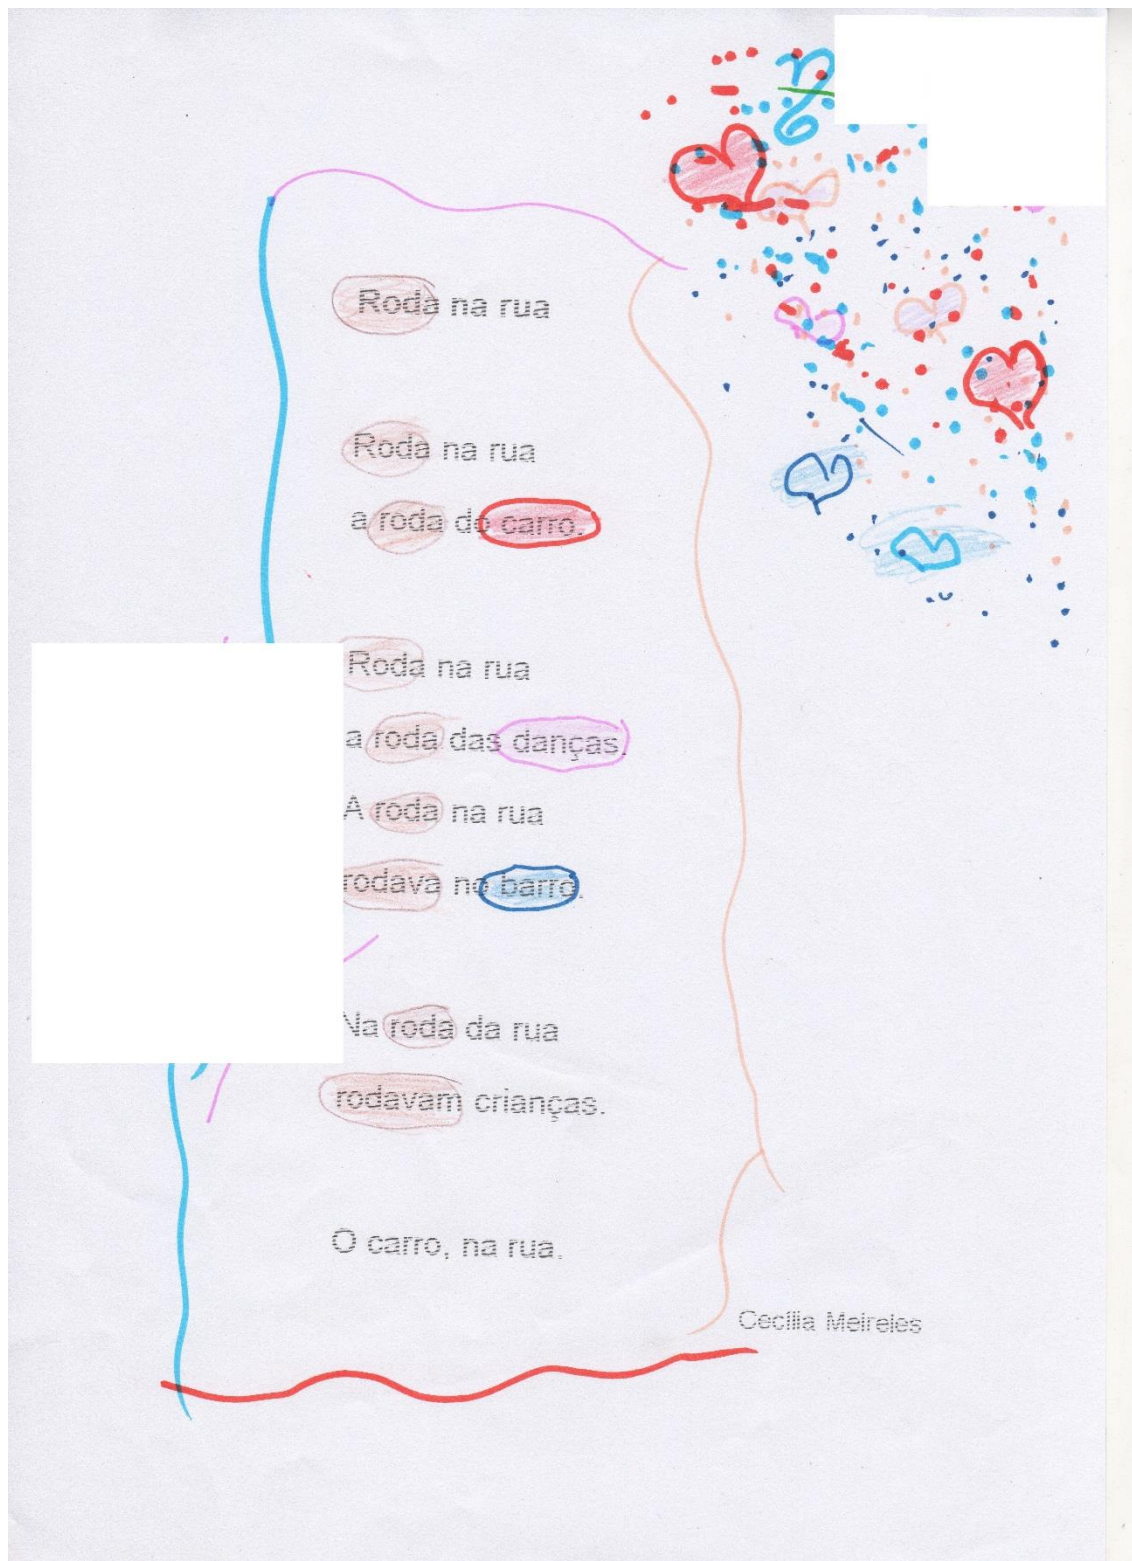 Roda na rua
Roda na rua
a roda do carro.
Roda na rua
a roda das danças.
A roda na rua
rodava no barro.
Na roda da rua
rodavam crianças.
O carro, na rua.
Cecília Meireles